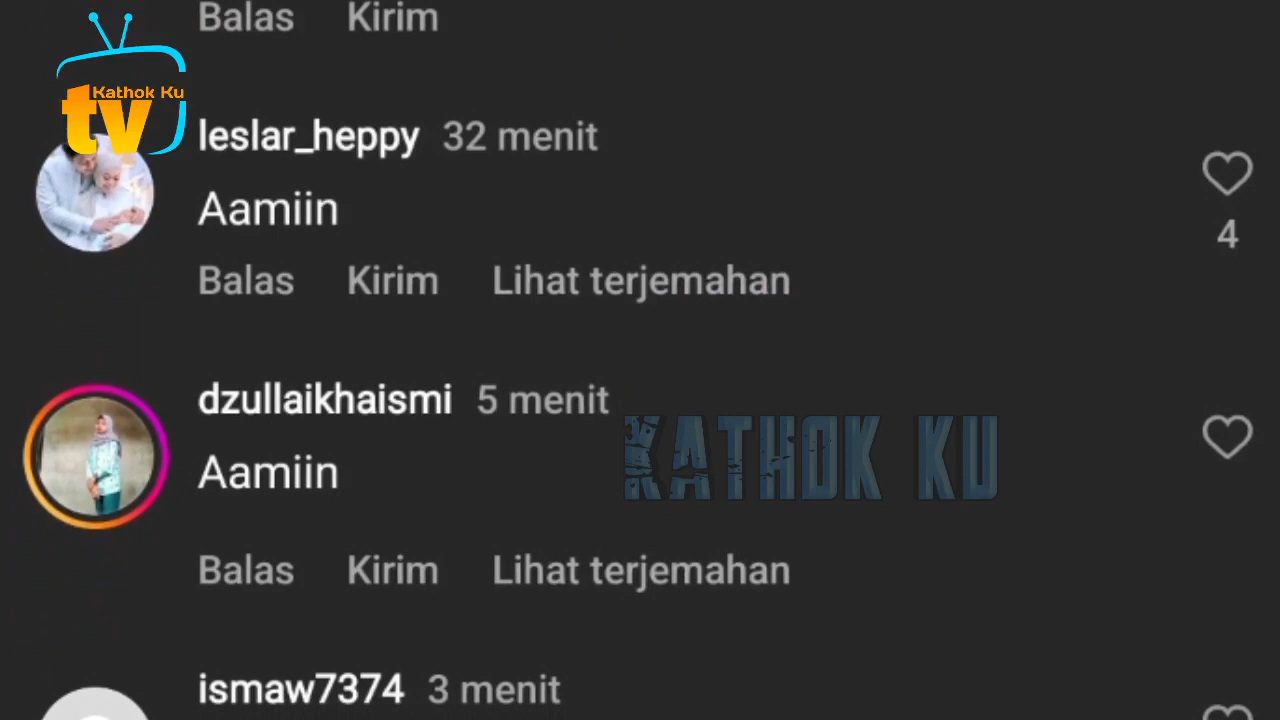 Balas Kirim
Kathok Ku
tv
leslar_heppy 32 menit
Aamiin
4
Balas Kirim Lihat terjemahan
dzullaikhaismi 5 menit
KATHOK KU
Aamiin
Balas Kirim Lihat terjemahan
ismaw7374 3 menit